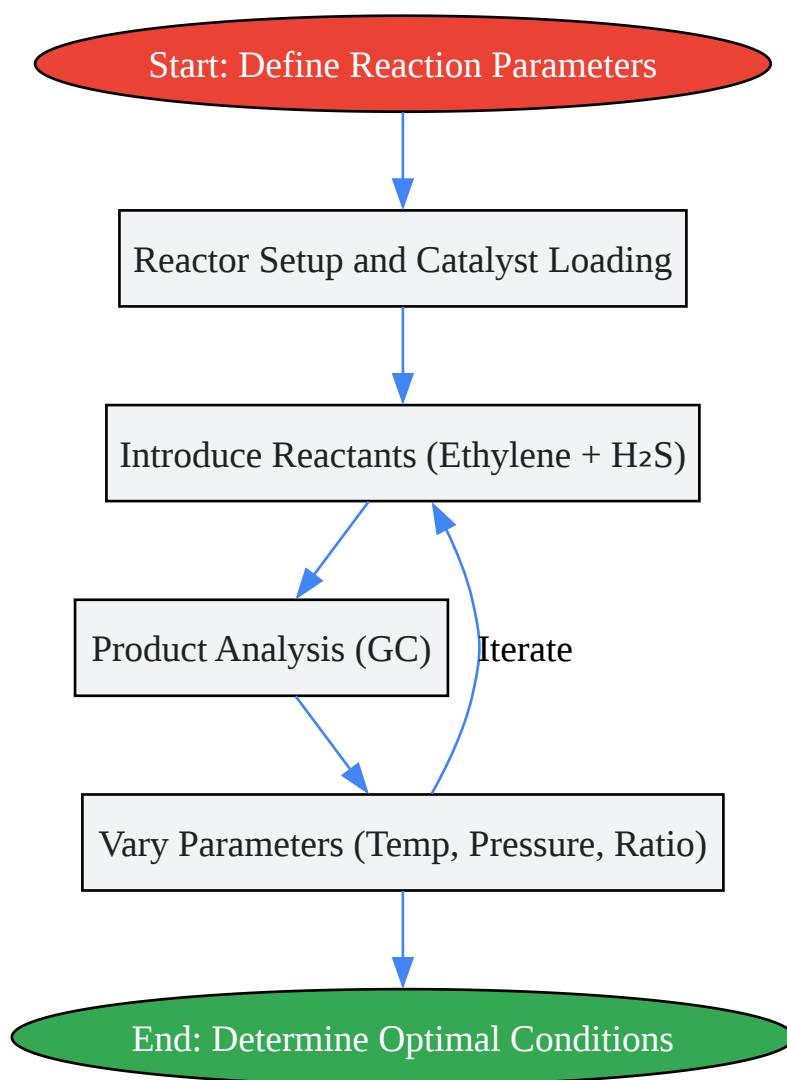 Start: Define Reaction Parameters
Reactor Setup and Catalyst Loading
Introduce Reactants (Ethylene + H₂S)
Product Analysis (GC)
Iterate
Vary Parameters (Temp, Pressure, Ratio)
End: Determine Optimal Conditions